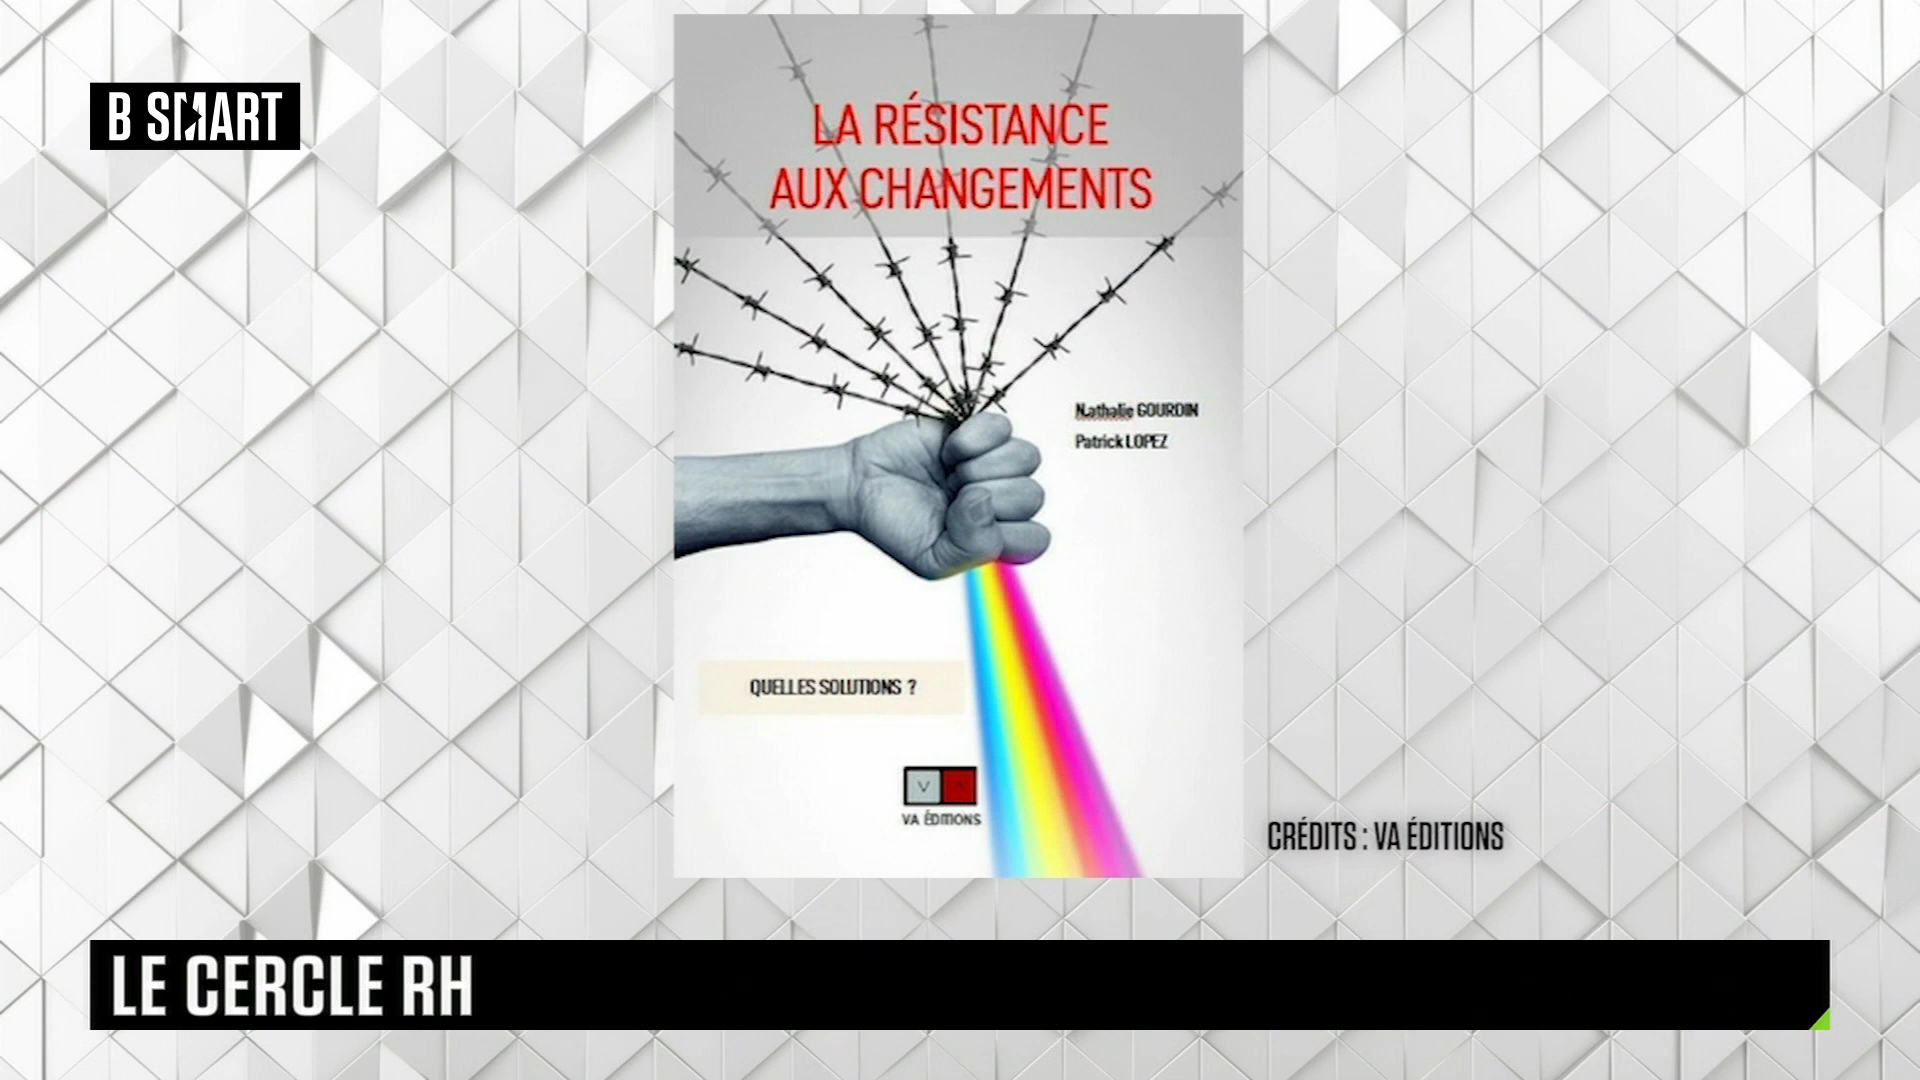 B SMART
LA RÉSISTANCE
AUX CHANGEMENTS
Nathalie GOURDIN
Patrick LOPEZ
QUELLES SOLUTIONS ?
V A
VA ÉDITIONS
CRÉDITS : VA ÉDITIONS
LE CERCLE RH